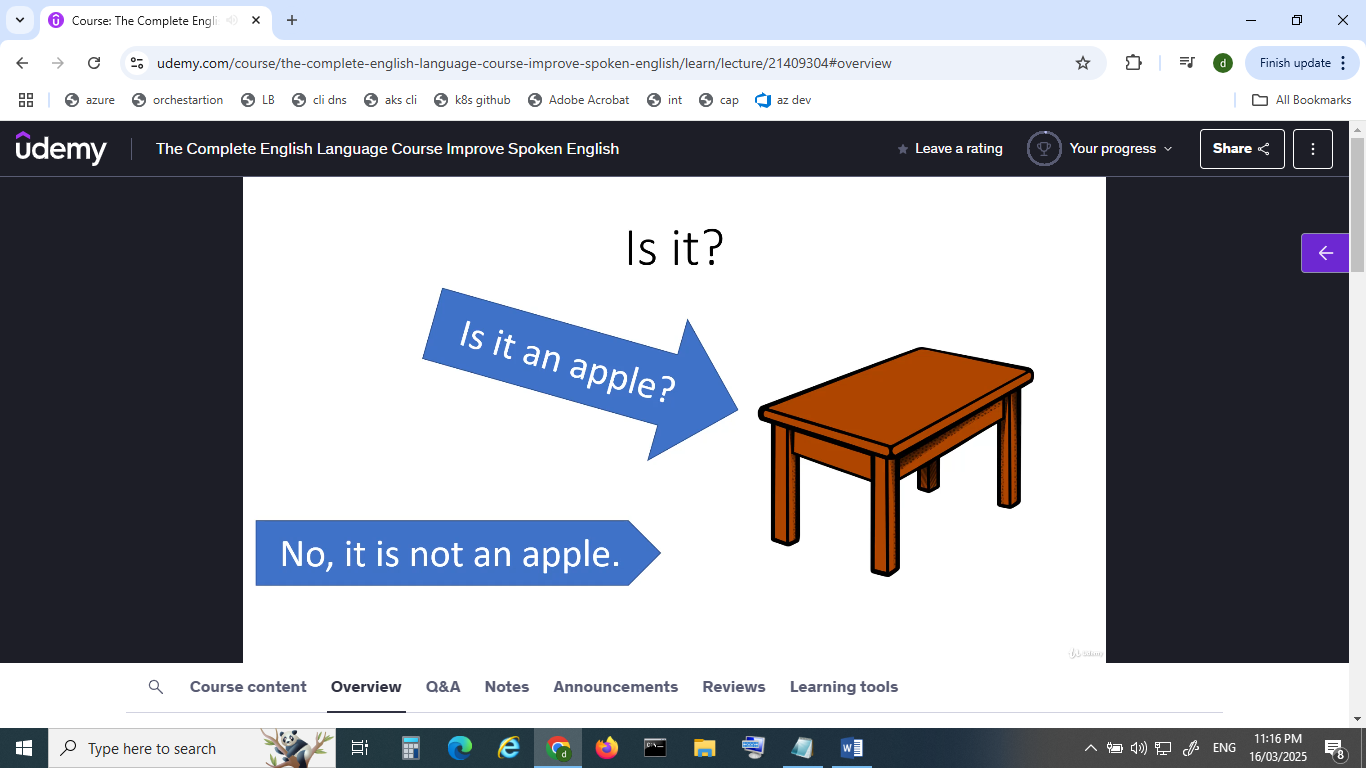 Course: The Complete Engli
udemy.com/course/the-complete-english-language-course-improve-spoken-english/learn/lecture/21409304#overview
d
Finish update
azure
orchestartion
LB
cli dns
aks cli
k8s github
Adobe Acrobat
int
cap
az dev
All Bookmarks
udemy
The Complete English Language Course Improve Spoken English
Leave a rating
Your progress
Share
Is it?
Is it an apple?
No, it is not an apple.
udemy
Course content
Overview
Q&A
Notes
Announcements
Reviews
Learning tools
Type here to search
ENG
11:16 PM
16/03/2025
8